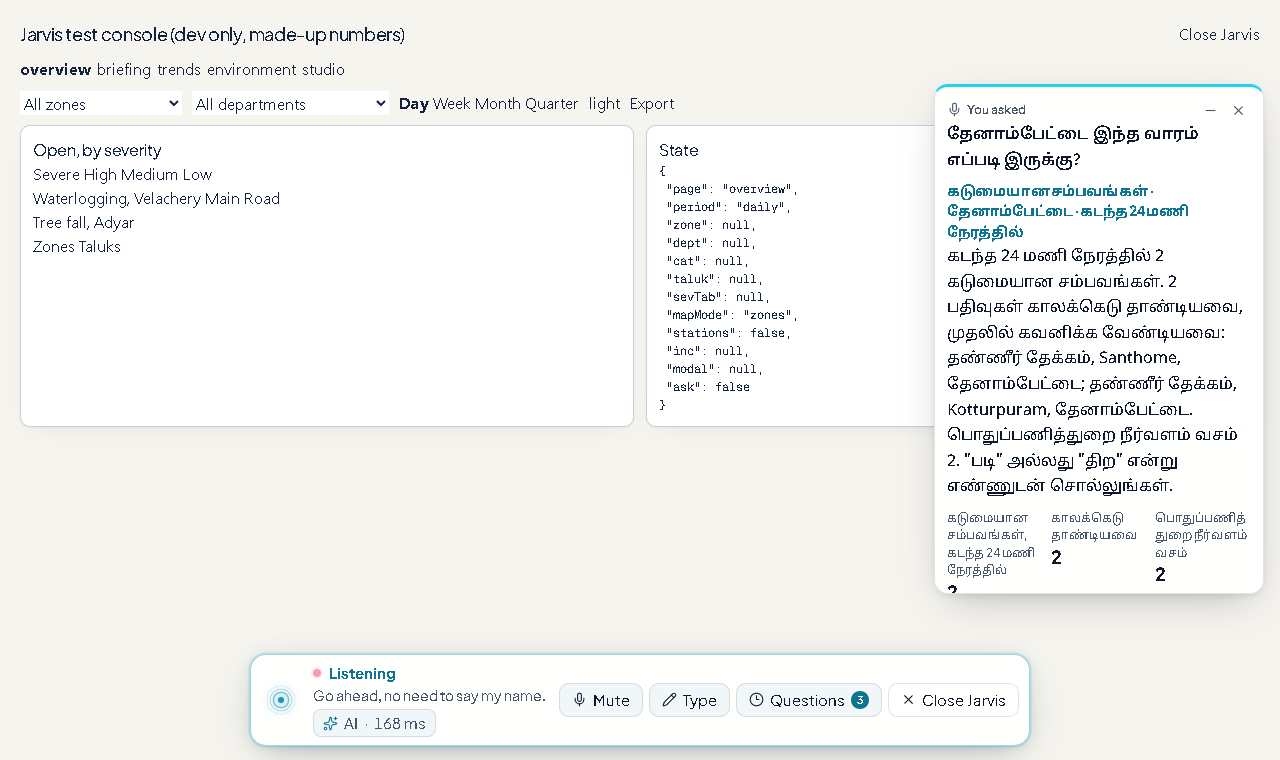 Jarvis test console (dev only, made-up numbers)
Close Jarvis
overview briefing trends environment studio
All zones All departments Day Week Month Quarter light Export
Open, by severity
Severe High Medium Low
Waterlogging, Velachery Main Road
Tree fall, Adyar
Zones Taluks
State
{
"page": "overview",
"period": "daily",
"zone": null,
"dept": null,
"cat": null,
"taluk": null,
"sevTab": null,
"mapMode": "zones",
"stations": false,
"inc": null,
"modal": null,
"ask": false
}
You asked
தேனாம்பேட்டை இந்த வாரம்
எப்படி இருக்கு?
கடுமையான சம்பவங்கள் ·
தேனாம்பேட்டை · கடந்த 24 மணி
நேரத்தில்
கடந்த 24 மணி நேரத்தில் 2
கடுமையான சம்பவங்கள். 2
பதிவுகள் காலக்கெடு தாண்டியவை,
முதலில் கவனிக்க வேண்டியவை:
தண்ணீர் தேக்கம், Santhome,
தேனாம்பேட்டை; தண்ணீர் தேக்கம்,
Kotturpuram, தேனாம்பேட்டை.
பொதுப்பணித்துறை நீர்வளம் வசம்
2. "படி" அல்லது "திற" என்று
எண்ணுடன் சொல்லுங்கள்.
கடுமையான
சம்பவங்கள்,
கடந்த 24 மணி
நேரத்தில்
காலக்கெடு
தாண்டியவை
2
பொதுப்பணித்
துறை நீர்வளம்
வசம்
2
Listening
Go ahead, no need to say my name.
AI · 168 ms
Mute
Type
Questions 3
Close Jarvis